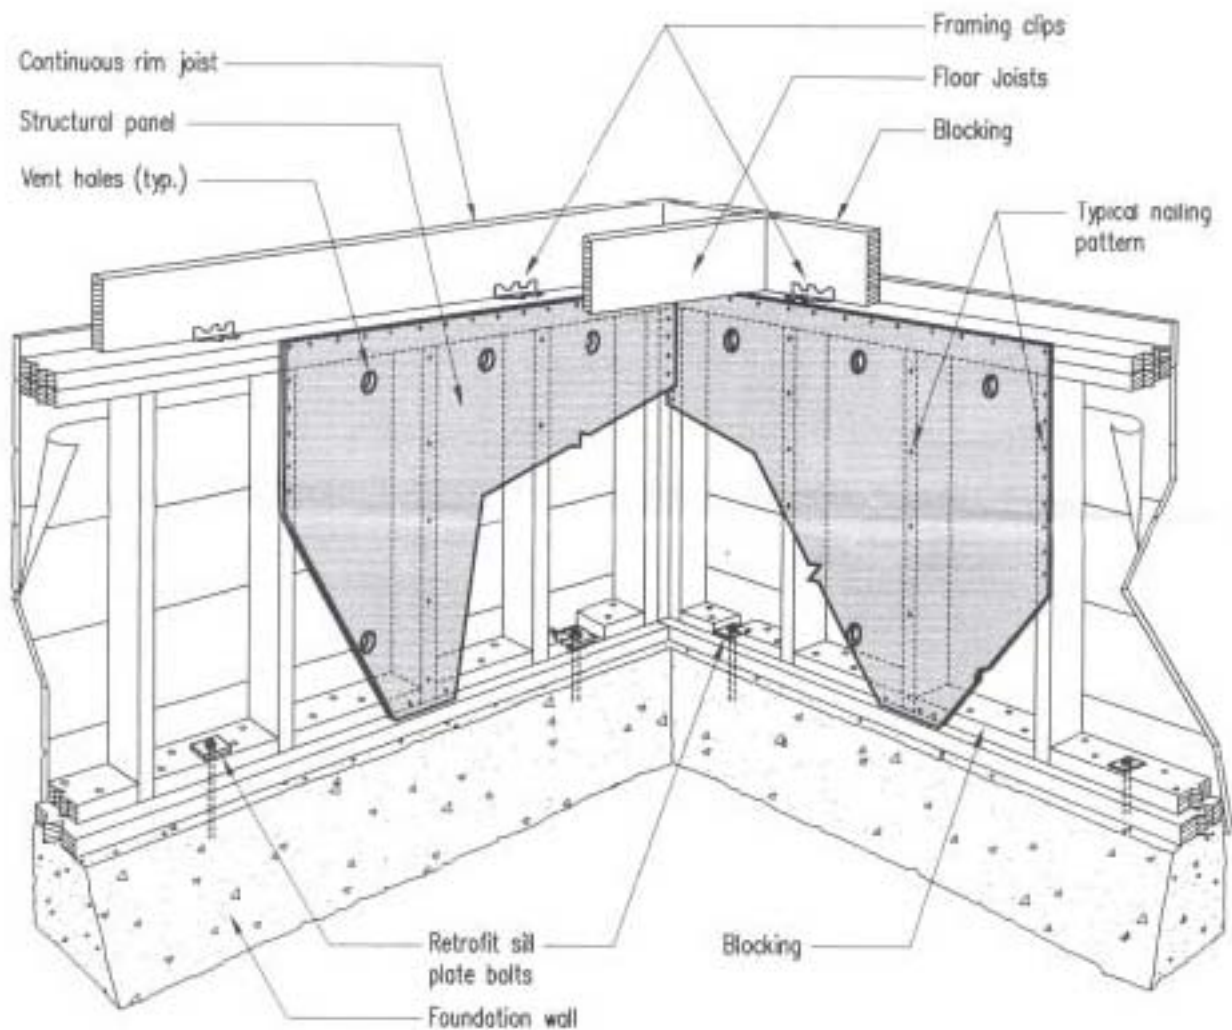 Continuous rim joist
Structural panel
Vent holes (typ.)
Framing clips
Floor Joists
Blocking
Typical nailing
pattern
Retrofit sill
plate bolts
Foundation wall
Blocking